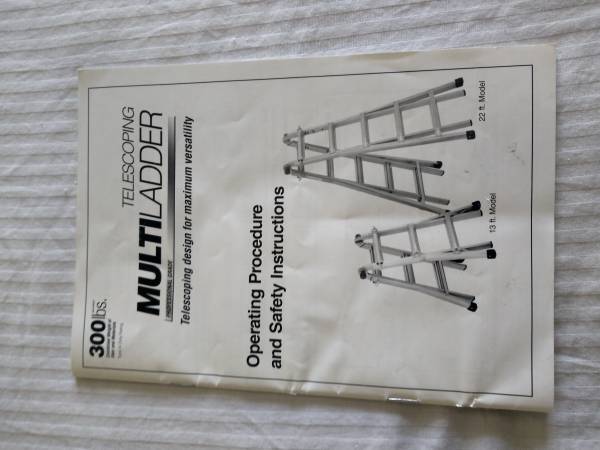 300 lbs.
TELESCOPING
MULTILADDER
PROFESSIONAL GRADE
Telescoping design for maximum versatility
Operating Procedure
and Safety Instructions
13 ft. Model
22 ft. Model